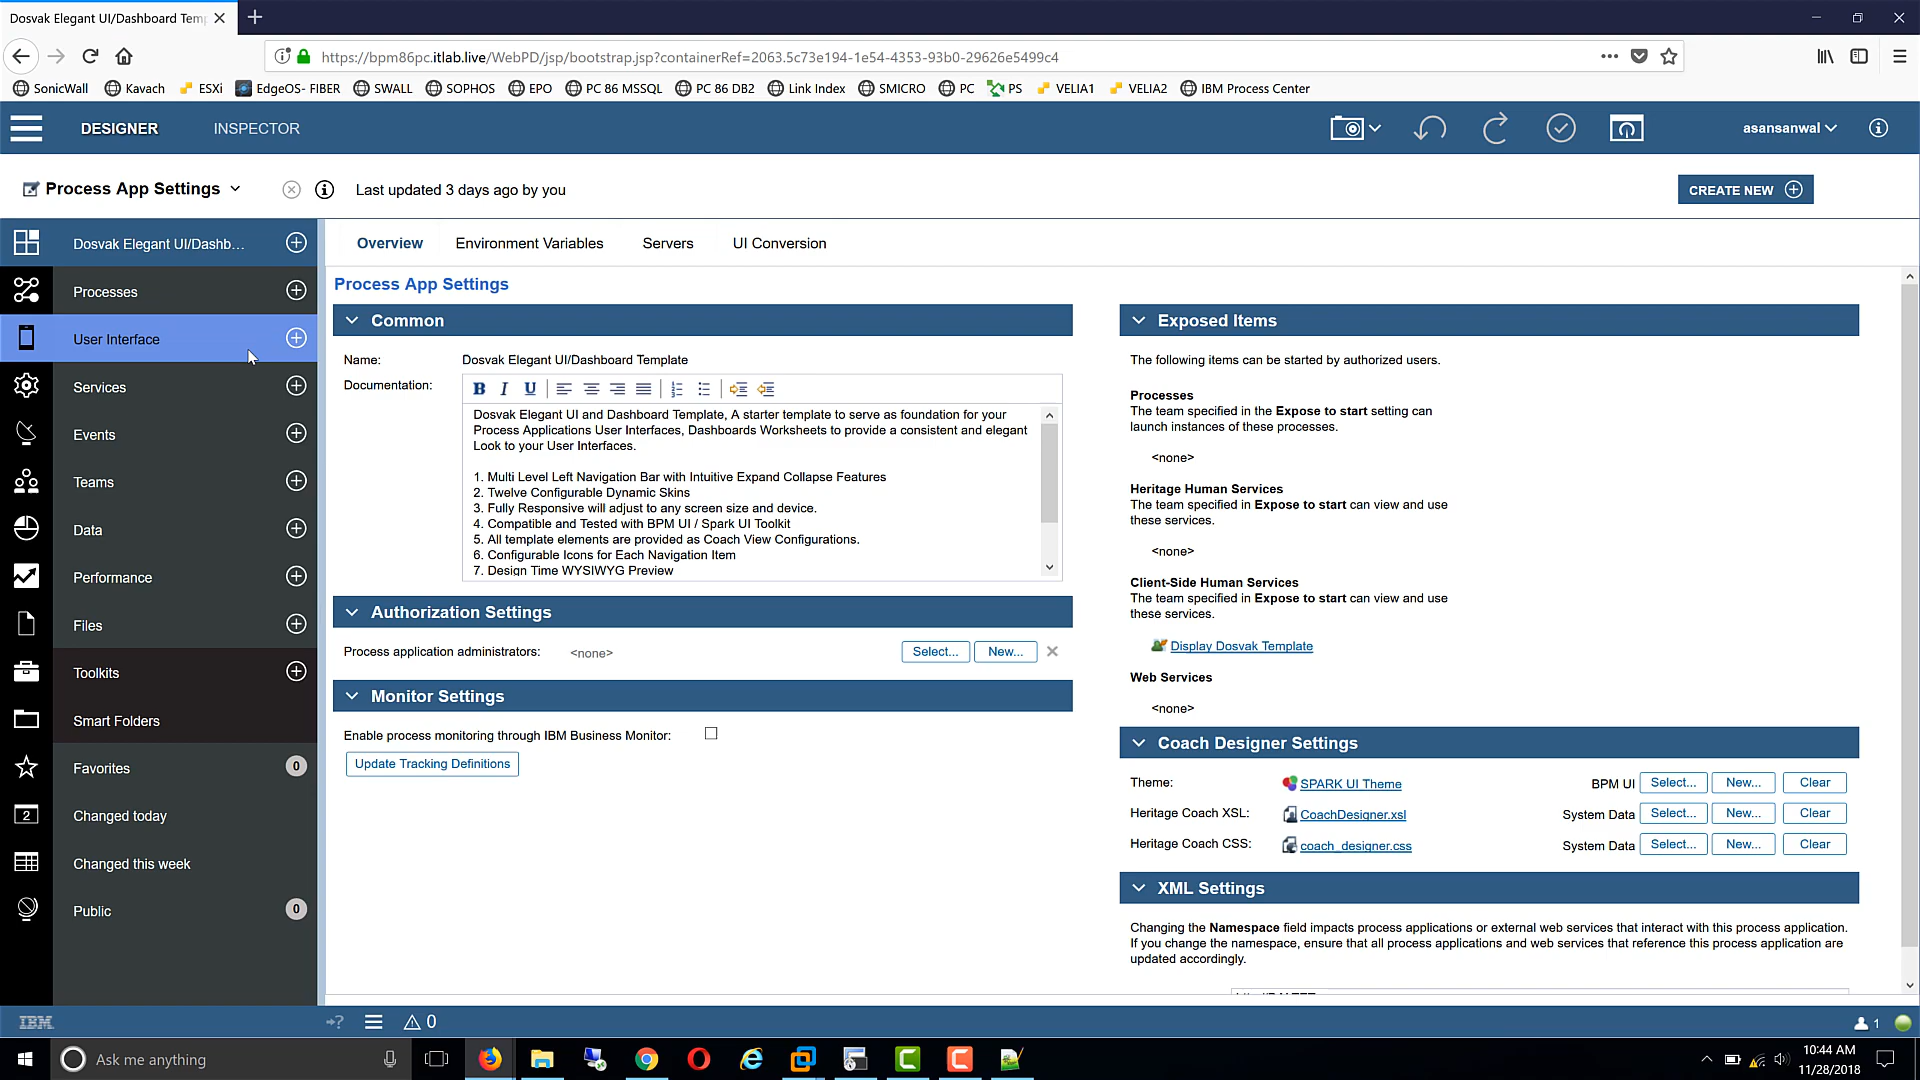 Dosvak Elegant UI/Dashboard Temp
https://bpm86pc.itlab.live/WebPD/jsp/bootstrap.jsp?containerRef=2063.5c73e194-1e54-4353-93b0-29626e5499c4
SonicWall Kavach ESXi EdgeOS- FIBER SWALL SOPHOS EPO PC 86 MSSQL PC 86 DB2 Link Index SMICRO PC PS VELIA1 VELIA2 IBM Process Center
DESIGNER INSPECTOR asansanwal
Process App Settings Last updated 3 days ago by you CREATE NEW
Dosvak Elegant UI/Dashb...
Processes
User Interface
Services
Events
Teams
Data
Performance
Files
Toolkits
Smart Folders
Favorites 0
2 Changed today
Changed this week
Public 0
Overview Environment Variables Servers UI Conversion
Process App Settings
Common
Name: Dosvak Elegant UI/Dashboard Template
Documentation:
B I U
Dosvak Elegant UI and Dashboard Template, A starter template to serve as foundation for your
Process Applications User Interfaces, Dashboards Worksheets to provide a consistent and elegant
Look to your User Interfaces.
1. Multi Level Left Navigation Bar with Intuitive Expand Collapse Features
2. Twelve Configurable Dynamic Skins
3. Fully Responsive will adjust to any screen size and device.
4. Compatible and Tested with BPM UI / Spark UI Toolkit
5. All template elements are provided as Coach View Configurations.
6. Configurable Icons for Each Navigation Item
7. Design Time WYSIWYG Preview
Authorization Settings
Process application administrators: <none> Select... New...
Monitor Settings
Enable process monitoring through IBM Business Monitor:
Update Tracking Definitions
Exposed Items
The following items can be started by authorized users.
Processes
The team specified in the Expose to start setting can
launch instances of these processes.
<none>
Heritage Human Services
The team specified in Expose to start can view and use
these services.
<none>
Client-Side Human Services
The team specified in Expose to start can view and use
these services.
Display Dosvak Template
Web Services
<none>
Coach Designer Settings
Theme: SPARK UI Theme BPM UI Select... New... Clear
Heritage Coach XSL: CoachDesigner.xsl System Data Select... New... Clear
Heritage Coach CSS: coach_designer.css System Data Select... New... Clear
XML Settings
Changing the Namespace field impacts process applications or external web services that interact with this process application.
If you change the namespace, ensure that all process applications and web services that reference this process application are
updated accordingly.
IBM 0 1
Ask me anything
10:44 AM
11/28/2018